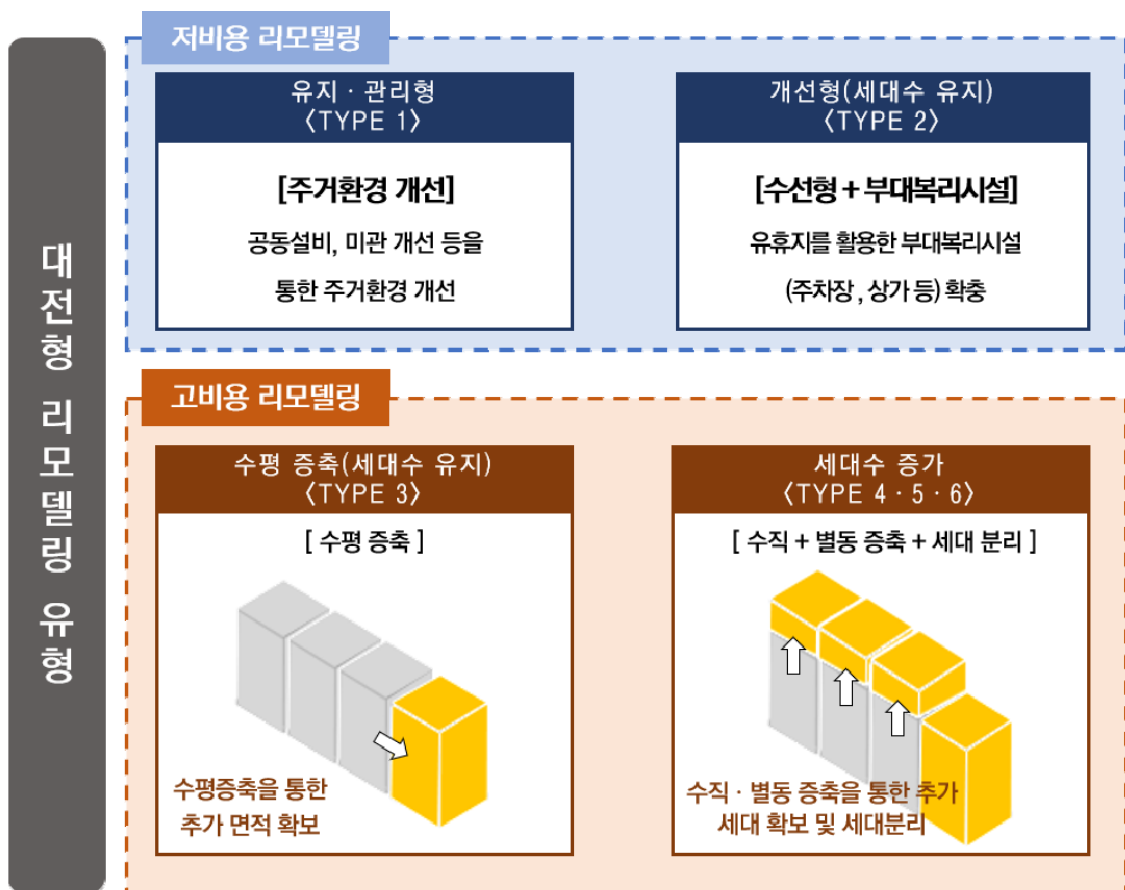 대전형 리모델링 유형
저비용 리모델링
유지·관리형
〈TYPE 1〉
[주거환경 개선]
공동설비, 미관 개선 등을
통한 주거환경 개선
개선형(세대수 유지)
〈TYPE 2〉
[수선형 + 부대복리시설]
유휴지를 활용한 부대복리시설
(주차장 , 상가 등) 확충
고비용 리모델링
수평 증축(세대수 유지)
〈TYPE 3〉
[ 수평 증축 ]
수평증축을 통한
추가 면적 확보
세대수 증가
〈TYPE 4 · 5 · 6〉
[ 수직 + 별동 증축 + 세대 분리 ]
수직 · 별동 증축을 통한 추가
세대 확보 및 세대분리